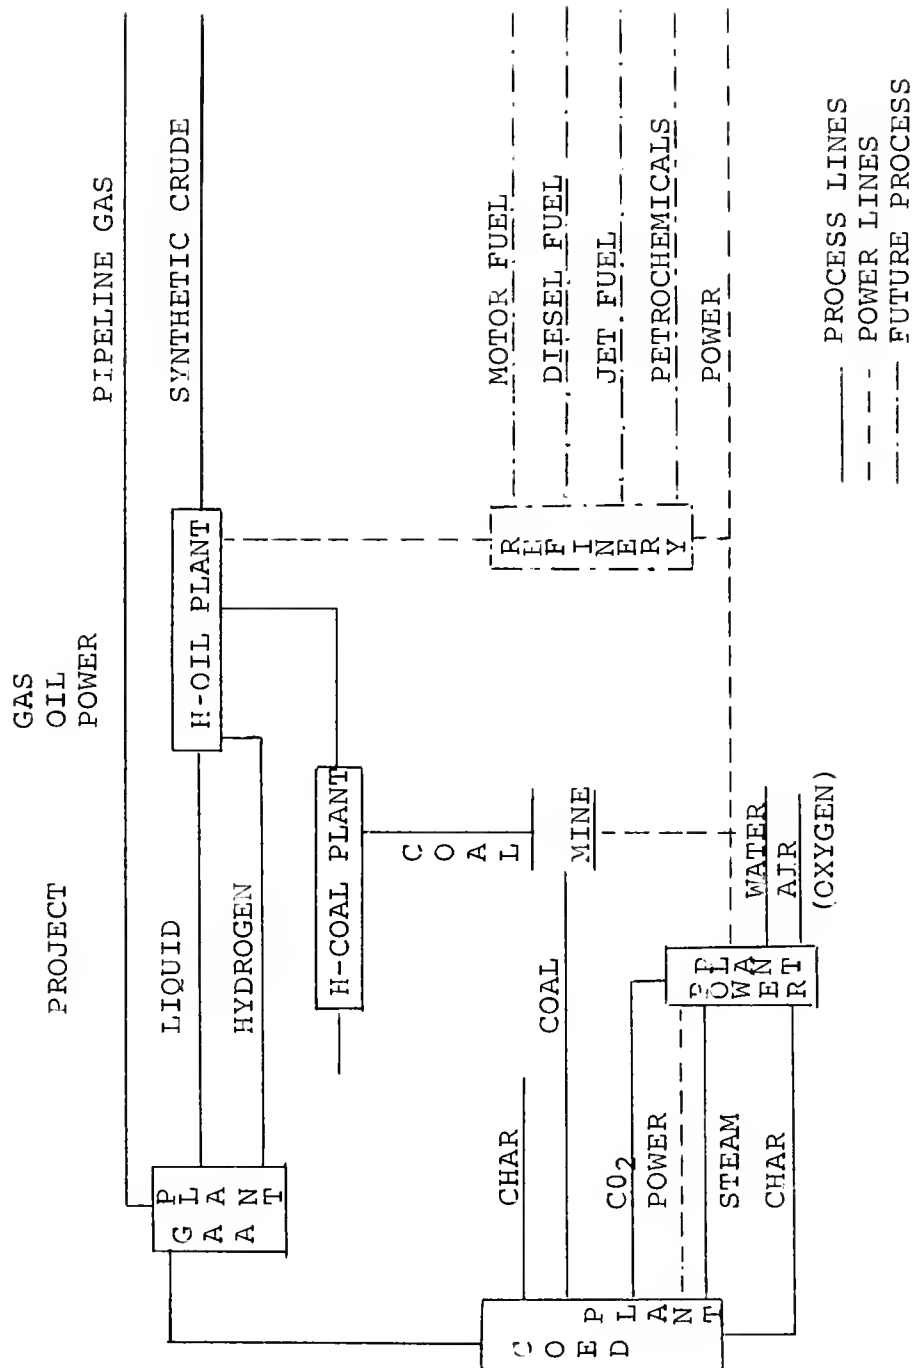 PROJECT
GAS
OIL
POWER
PIPELINE GAS
SYNTHETIC CRUDE
LIQUID
HYDROGEN
GAA
PLANT
H-OIL PLANT
H-COAL PLANT
COAL
MINE
CHAR
COAL
CO₂
POWER
STEAM
CHAR
COED
PLANT
POWER
PLANT
WATER
AIR
(OXYGEN)
REFINERY
MOTOR FUEL
DIESEL FUEL
JET FUEL
PETROCHEMICALS
POWER
PROCESS LINES
POWER LINES
FUTURE PROCESS